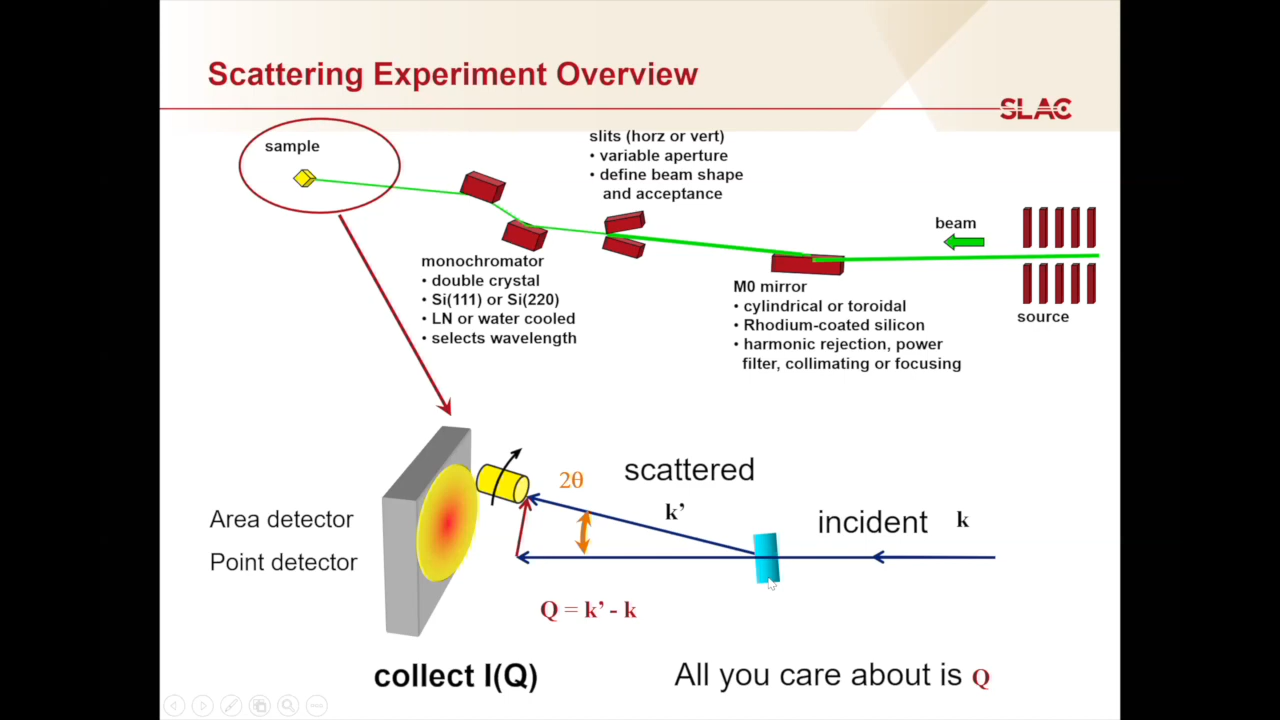 Scattering Experiment Overview
SLAC
sample
slits (horz or vert)
• variable aperture
• define beam shape
and acceptance
beam
monochromator
• double crystal
• Si(111) or Si(220)
• LN or water cooled
• selects wavelength
M0 mirror
• cylindrical or toroidal
• Rhodium-coated silicon
• harmonic rejection, power
filter, collimating or focusing
source
2θ
scattered
k’
incident k
Area detector
Point detector
Q = k’ - k
collect I(Q)
All you care about is Q